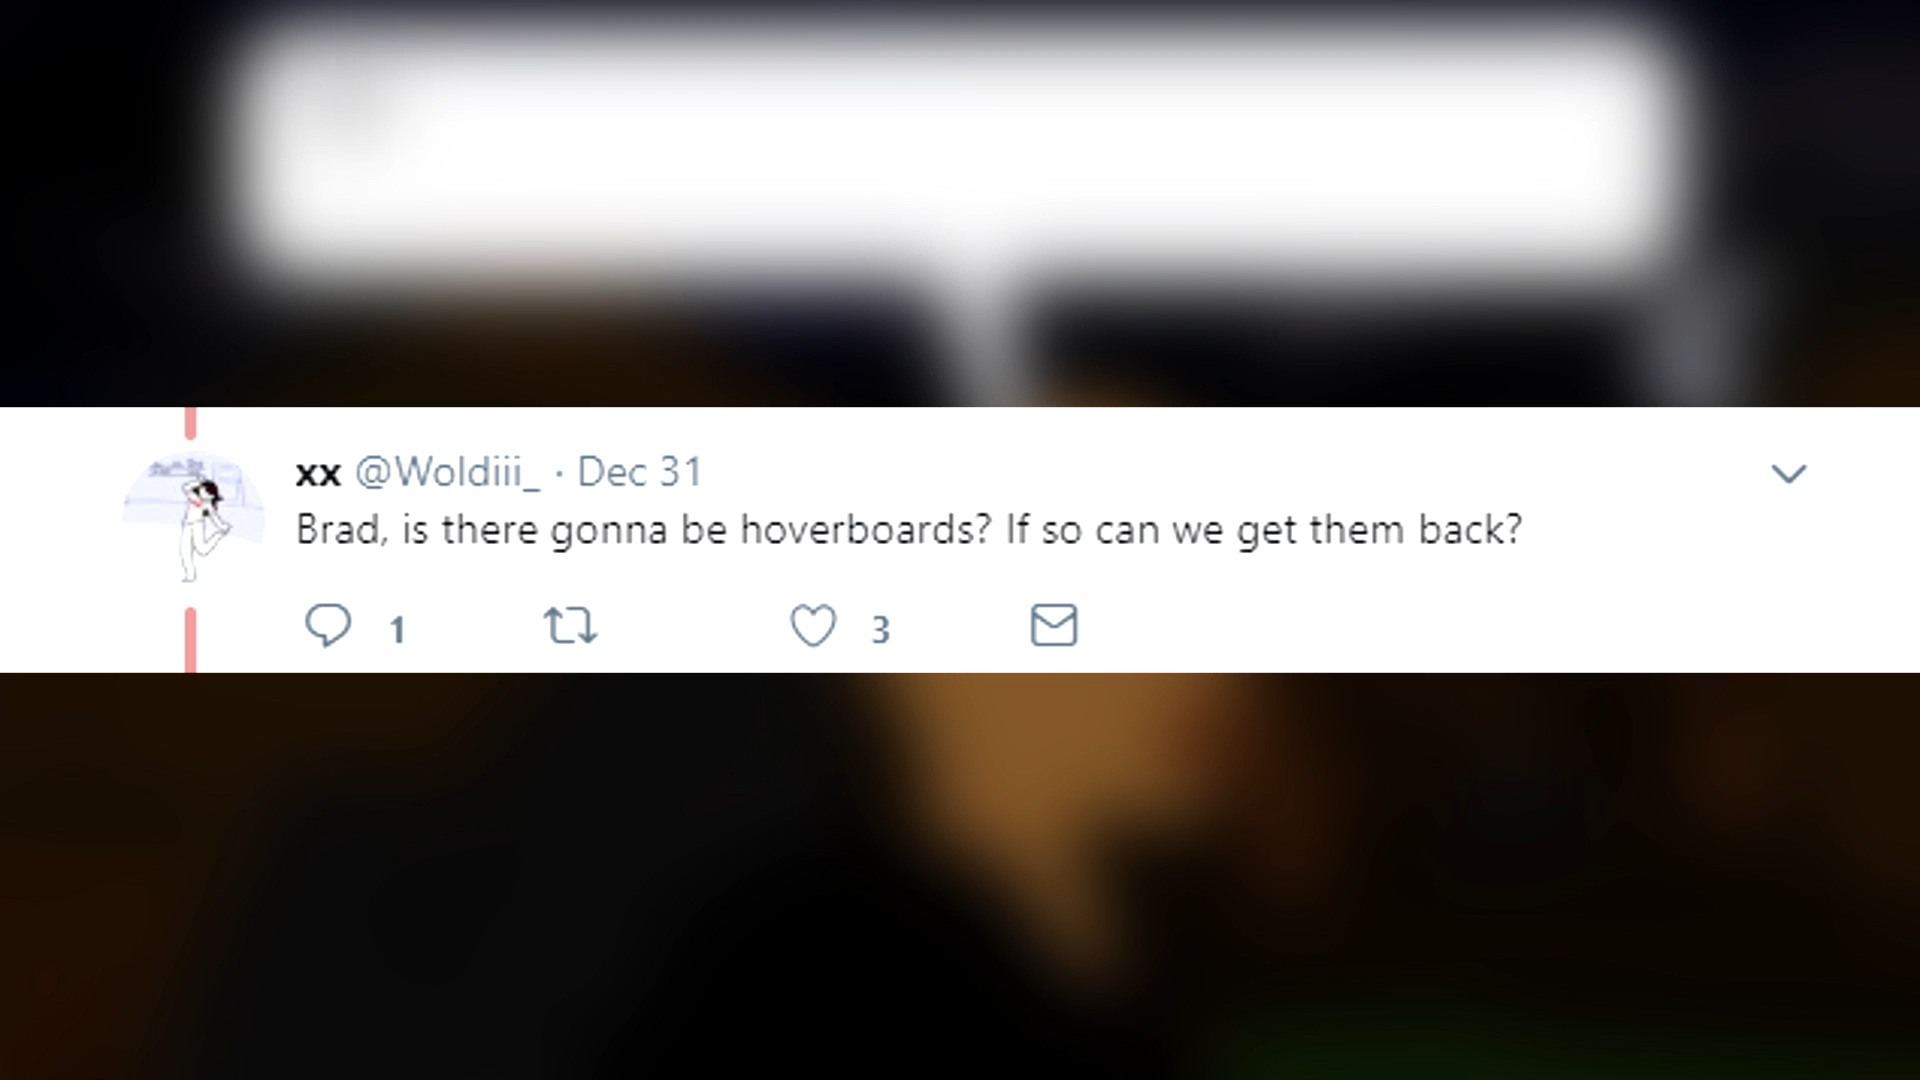 xx @Woldiii_ · Dec 31
Brad, is there gonna be hoverboards? If so can we get them back?
1 3